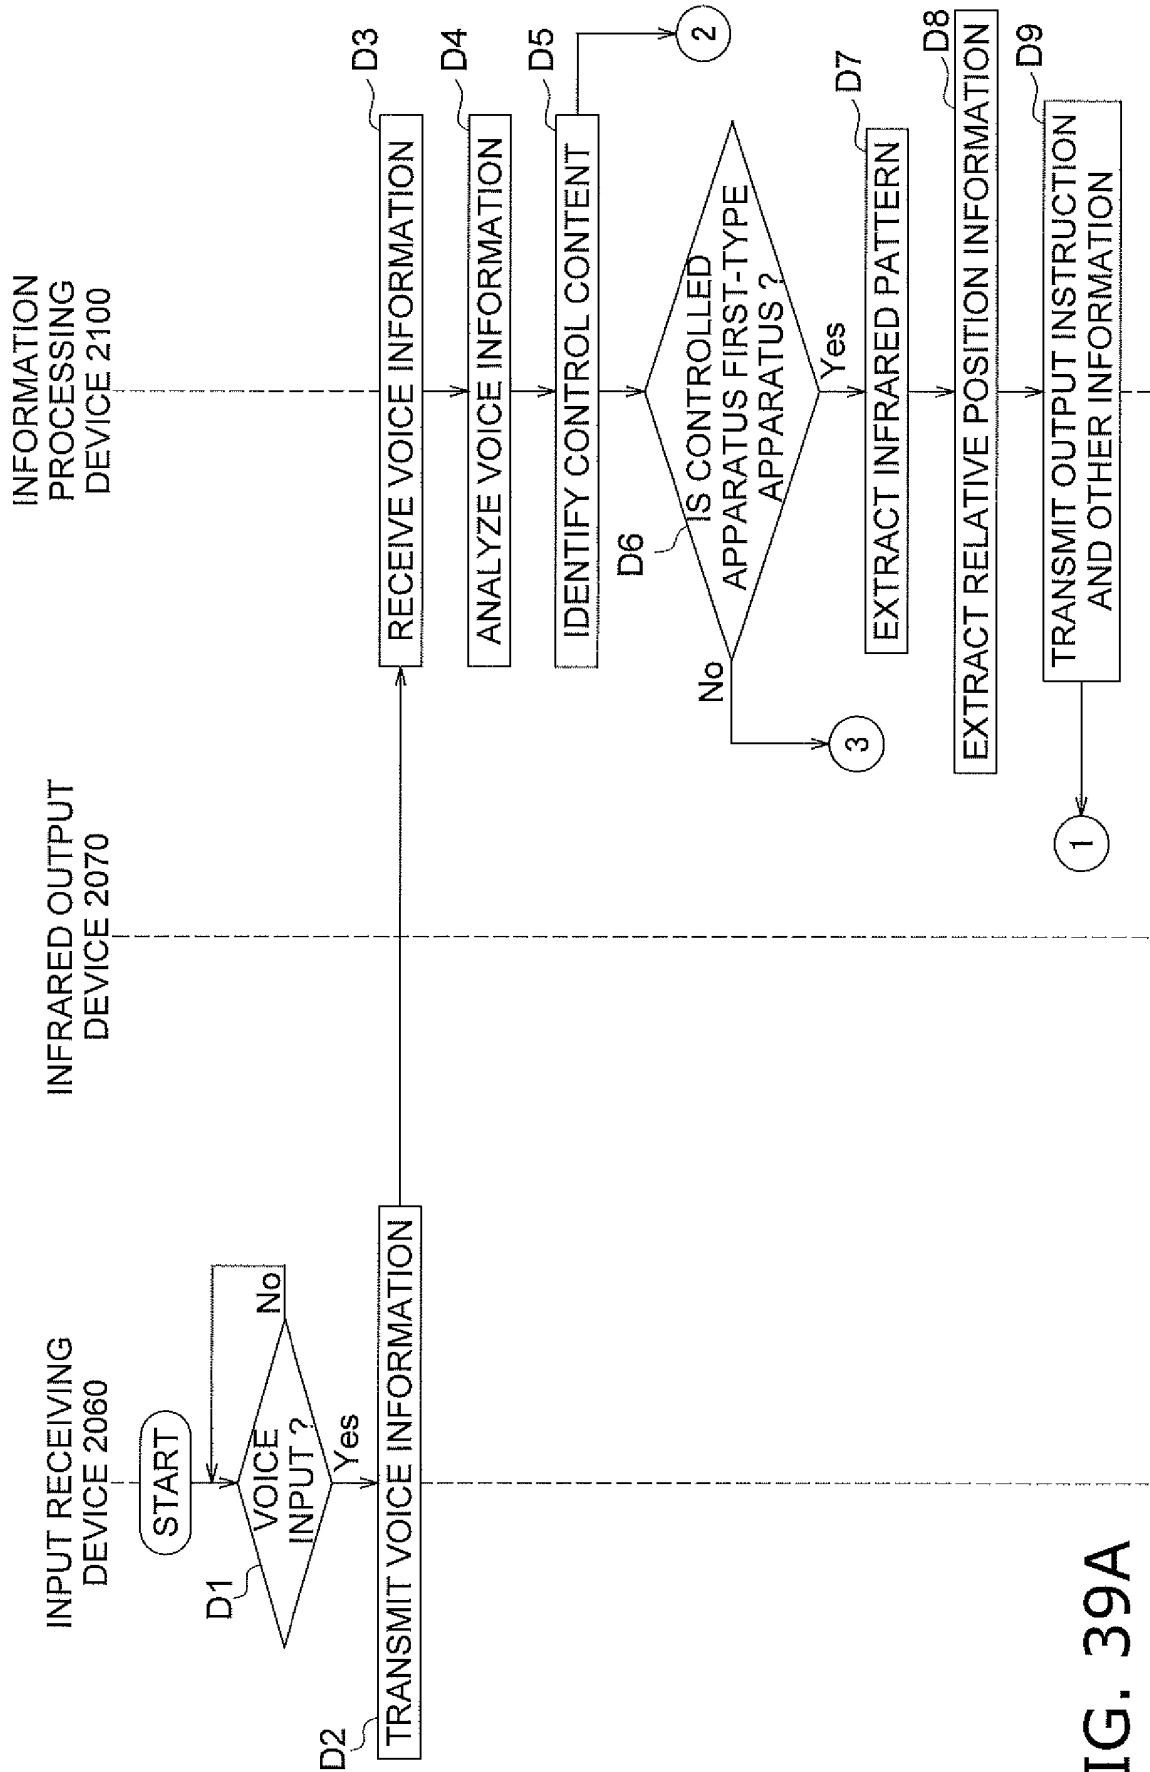 INPUT RECEIVING
DEVICE 2060
INFRARED OUTPUT
DEVICE 2070
INFORMATION
PROCESSING
DEVICE 2100
START
D1
VOICE
INPUT ?
No
Yes
D2
TRANSMIT VOICE INFORMATION
D3
RECEIVE VOICE INFORMATION
D4
ANALYZE VOICE INFORMATION
D5
IDENTIFY CONTROL CONTENT
2
D6
IS CONTROLLED
APPARATUS FIRST-TYPE
APPARATUS ?
No
3
Yes
D7
EXTRACT INFRARED PATTERN
D8
EXTRACT RELATIVE POSITION INFORMATION
D9
TRANSMIT OUTPUT INSTRUCTION
AND OTHER INFORMATION
1
IG. 39A